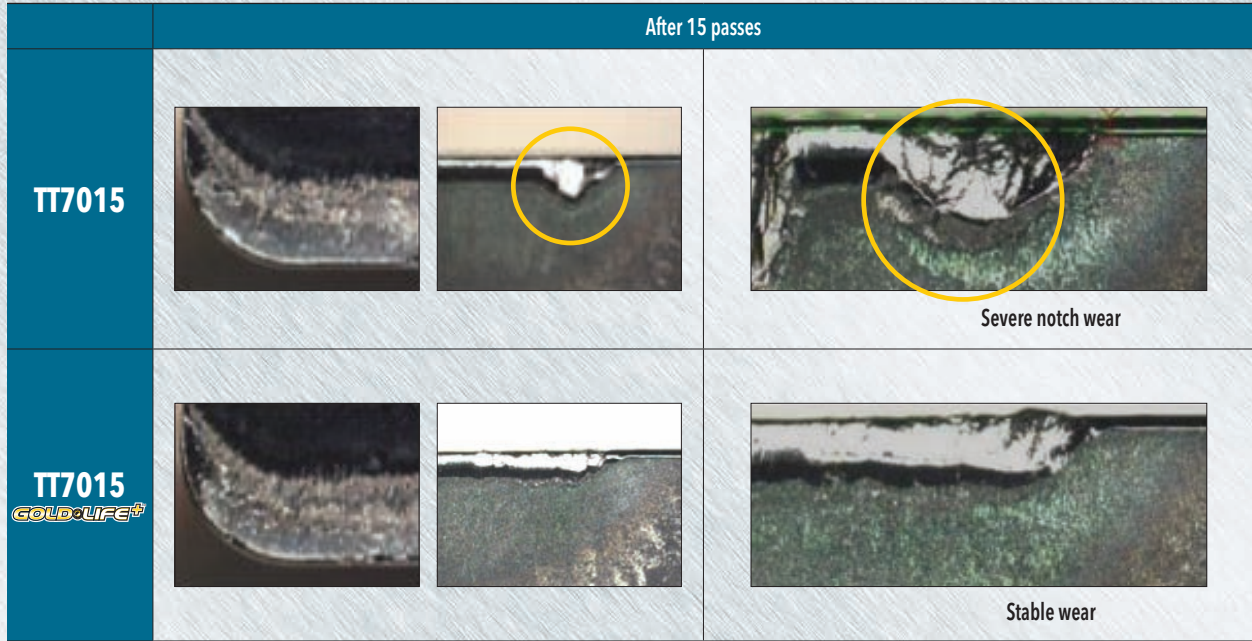 After 15 passes
TT7015
Severe notch wear
TT7015
GOLD LIFE+
Stable wear